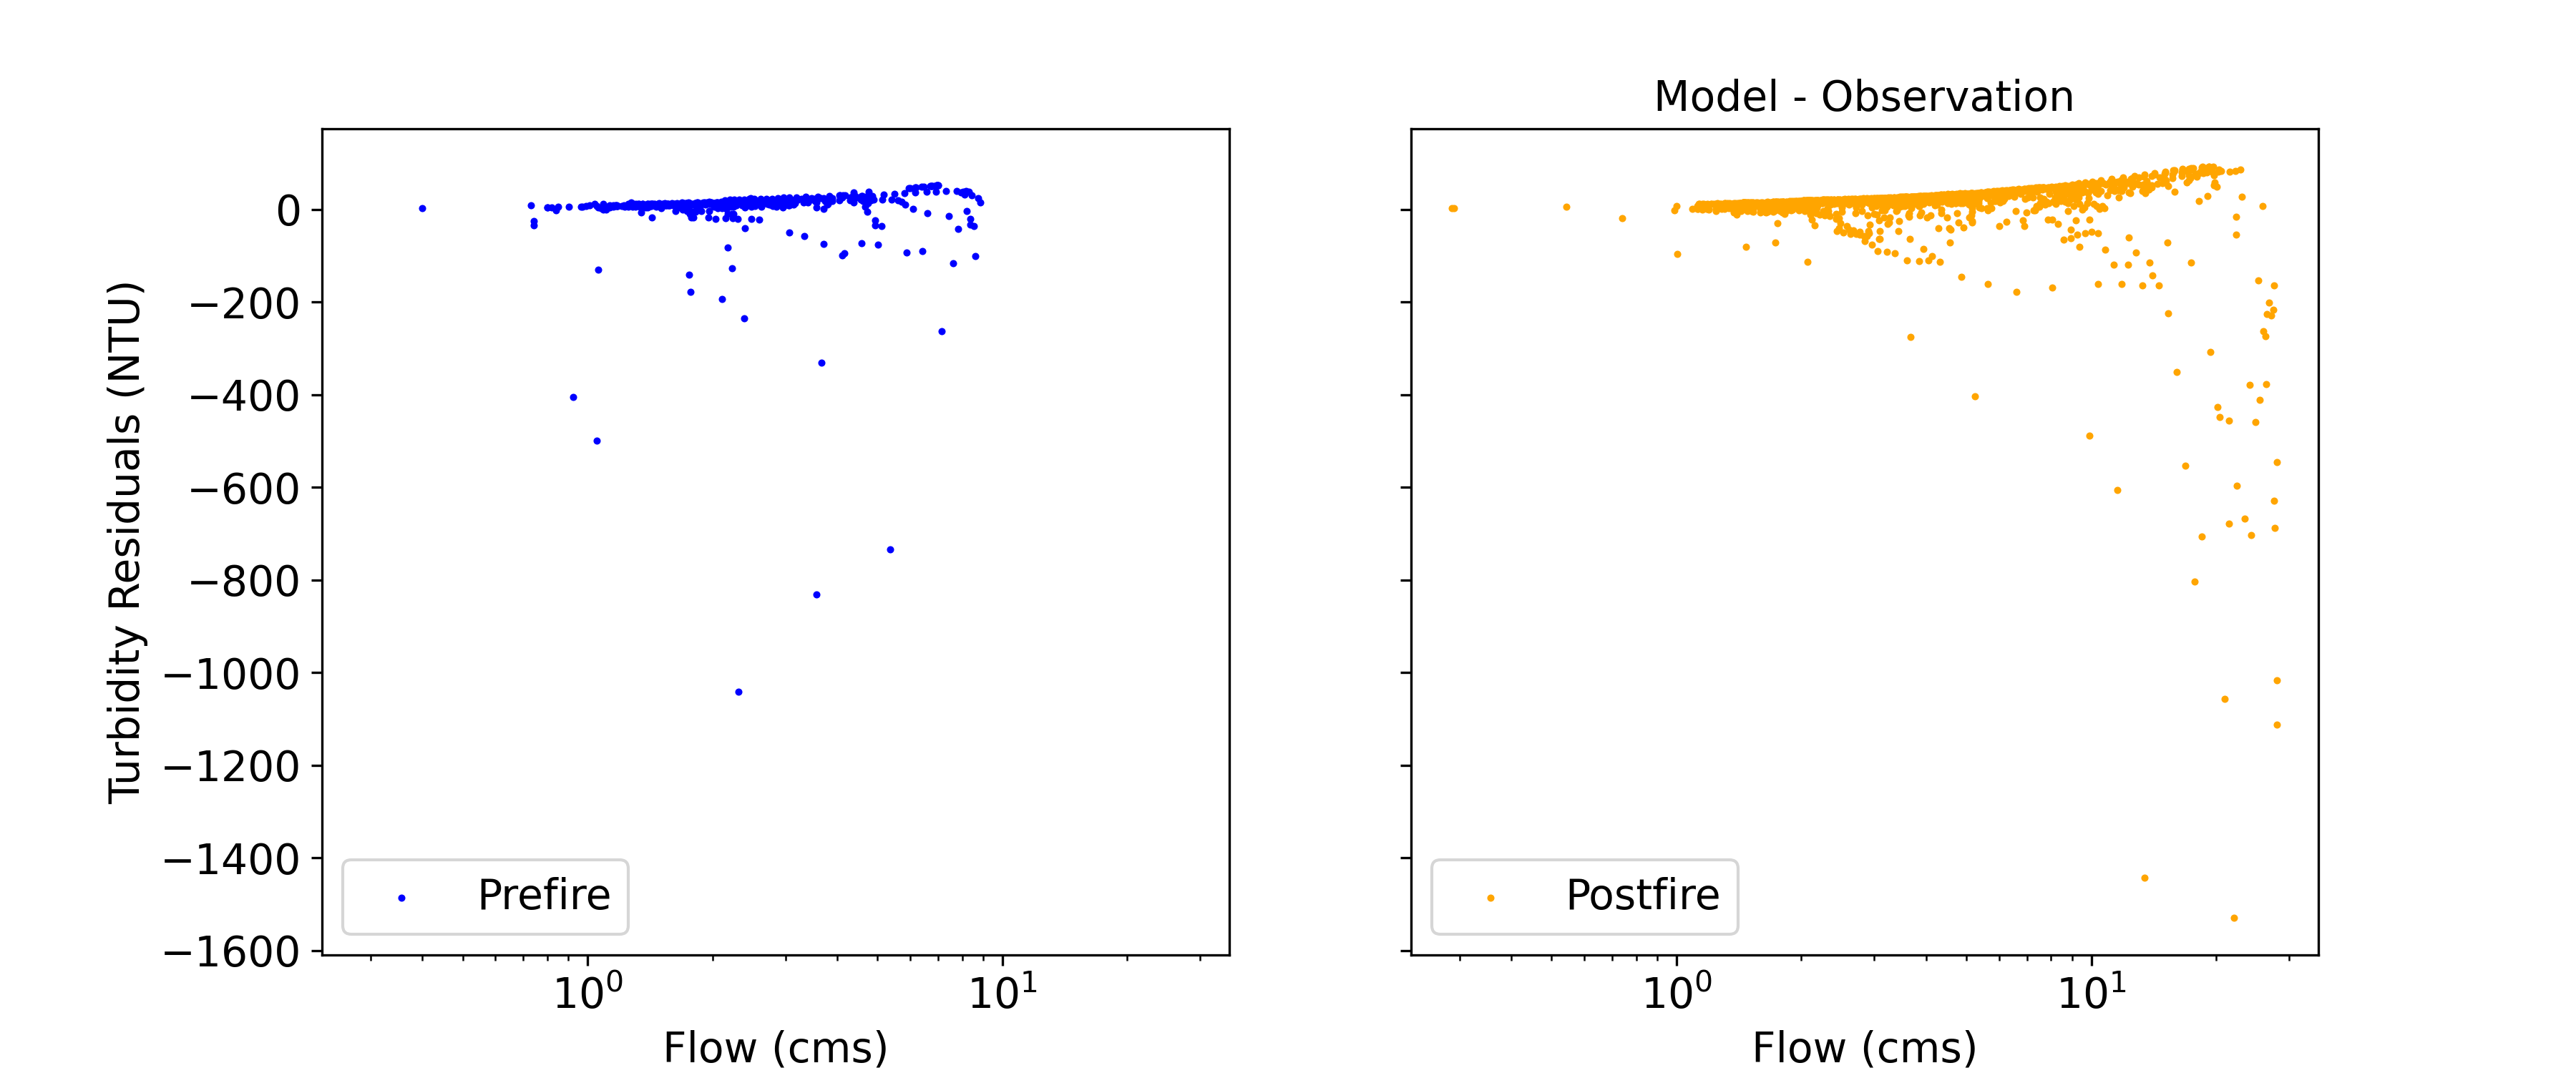 Model - Observation
Turbidity Residuals (NTU)
0
−200
−400
−600
−800
−1000
−1200
−1400
−1600
Prefire
10⁰
10¹
Flow (cms)
Postfire
10⁰
10¹
Flow (cms)